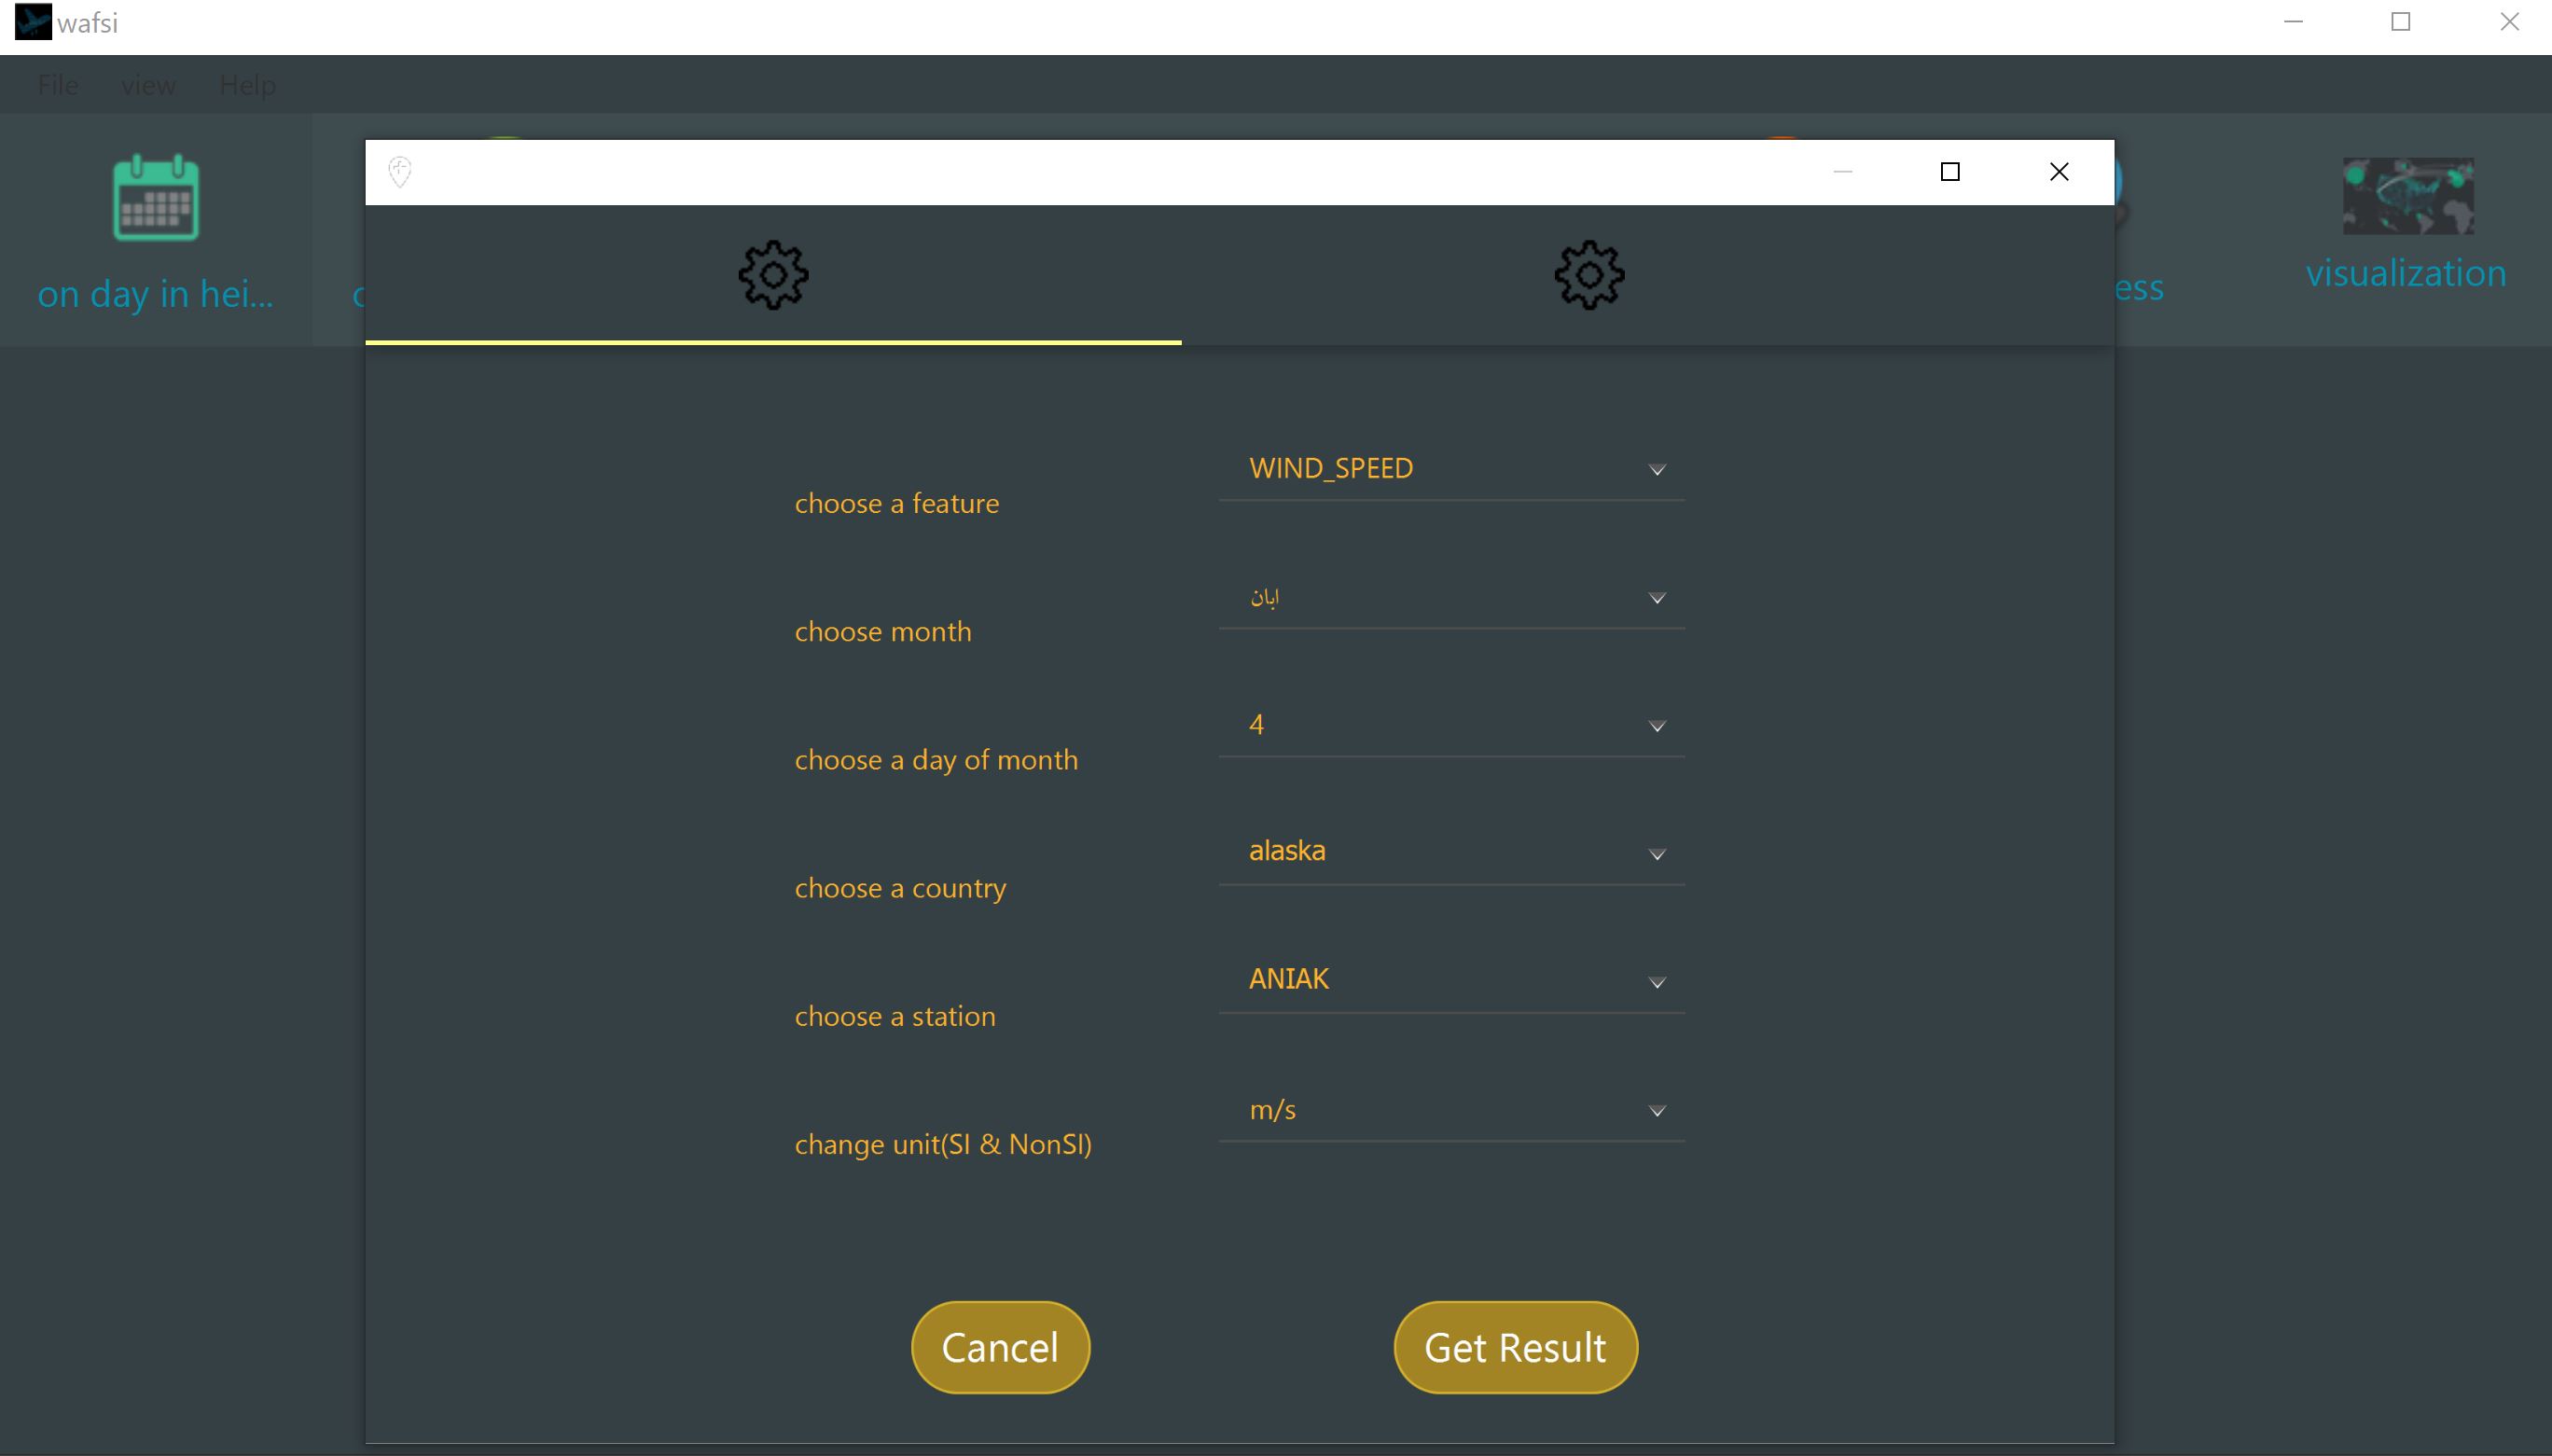 wafsi
File view Help
on day in hei...
ess
visualization
choose a feature
WIND_SPEED
choose month
ابان
choose a day of month
4
choose a country
alaska
choose a station
ANIAK
change unit(SI & NonSI)
m/s
Cancel
Get Result